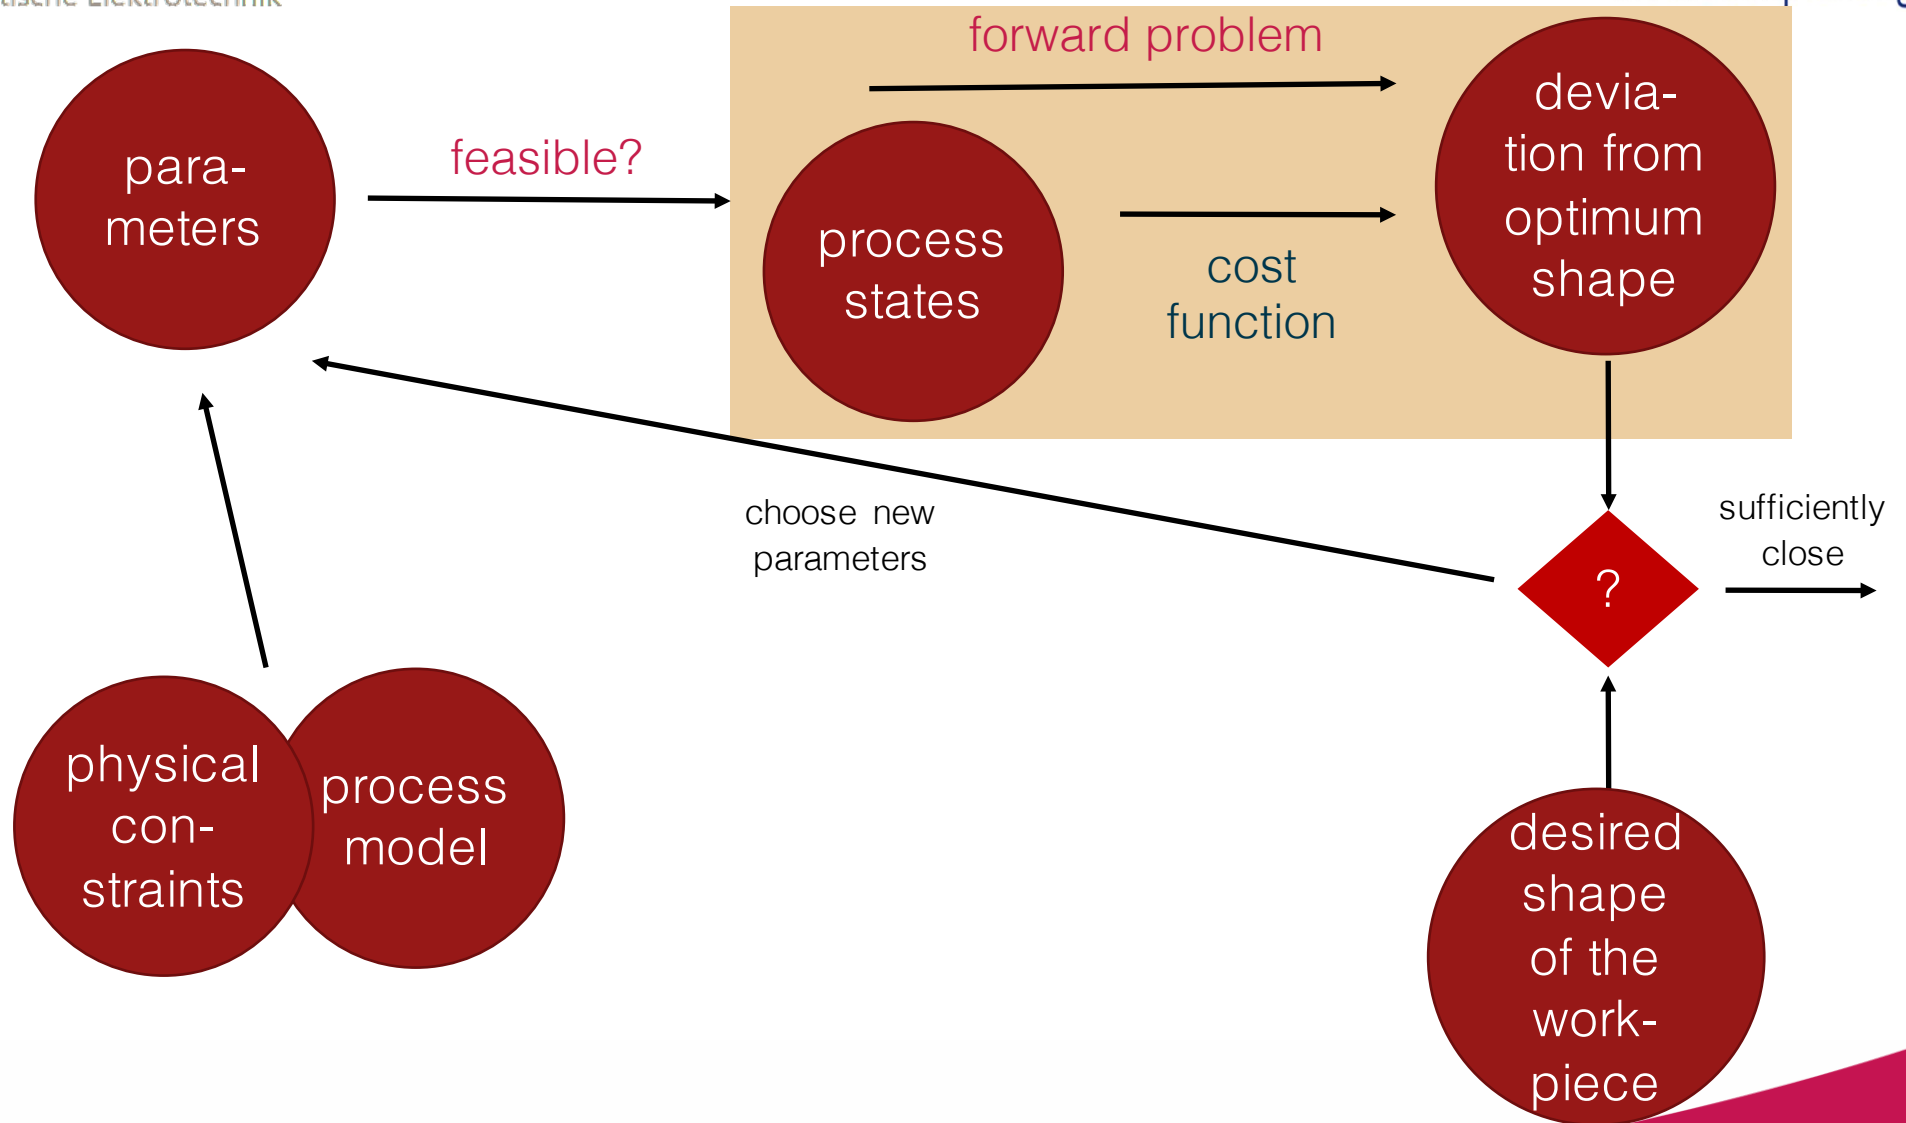 forward problem
para-
meters
feasible?
process
states
cost
function
devia-
tion from
optimum
shape
choose new
parameters
?
sufficiently
close
physical
con-
straints
process
model
desired
shape
of the
work-
piece